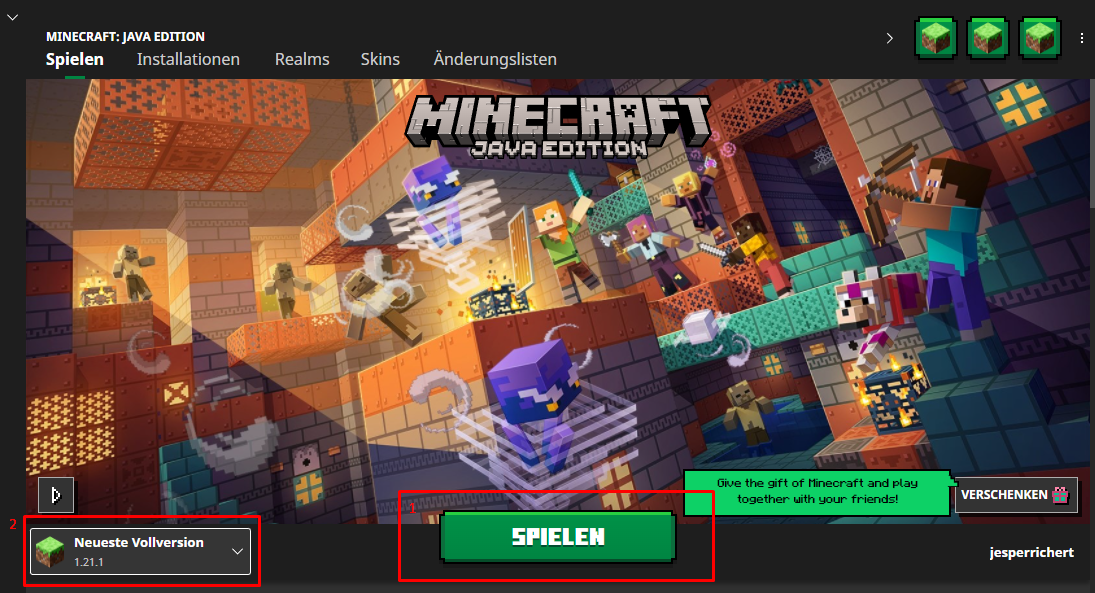 MINECRAFT: JAVA EDITION
Spielen Installationen Realms Skins Änderungslisten
MINECRAFT
JAVA EDITION
Give the gift of Minecraft and play
together with your friends!
VERSCHENKEN
1
SPIELEN
2
Neueste Vollversion
1.21.1
jesperrichert